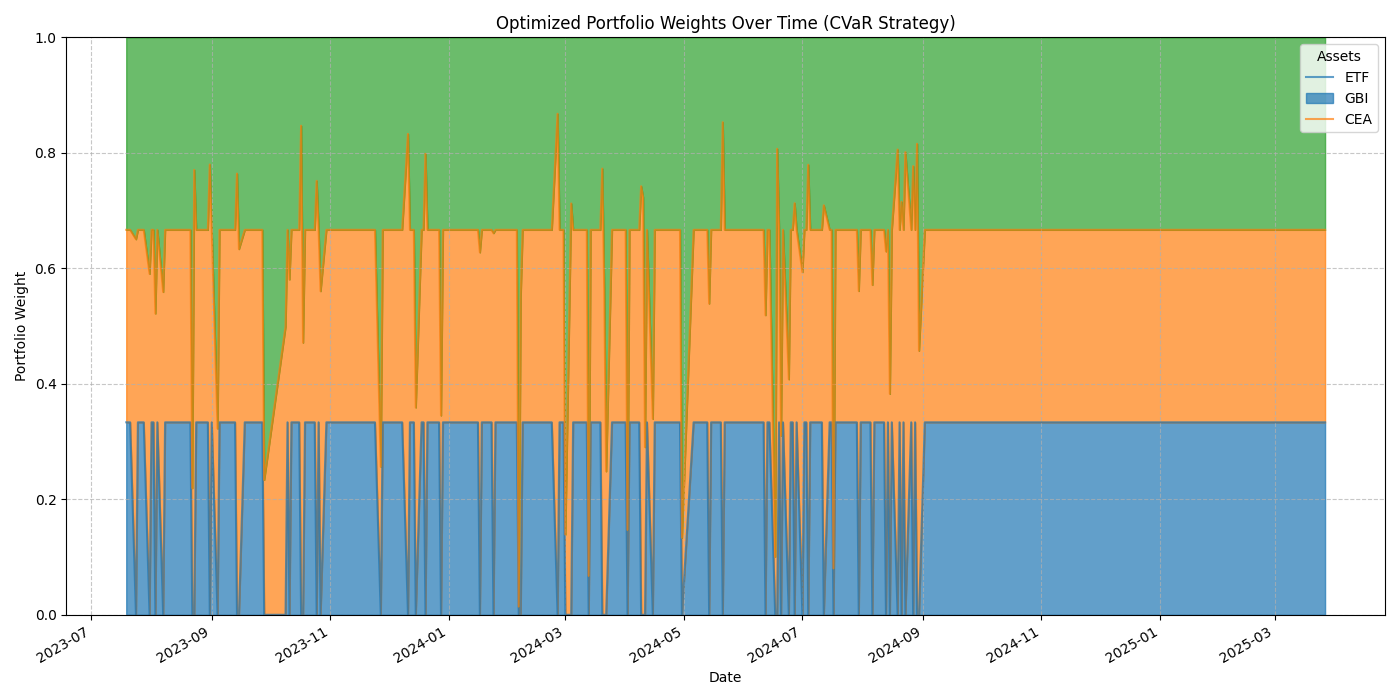 Optimized Portfolio Weights Over Time (CVaR Strategy)
Portfolio Weight
1.0
0.8
0.6
0.4
0.2
0.0
Assets
ETF
GBI
CEA
2023-07
2023-09
2023-11
2024-01
2024-03
2024-05
2024-07
2024-09
2024-11
2025-01
2025-03
Date